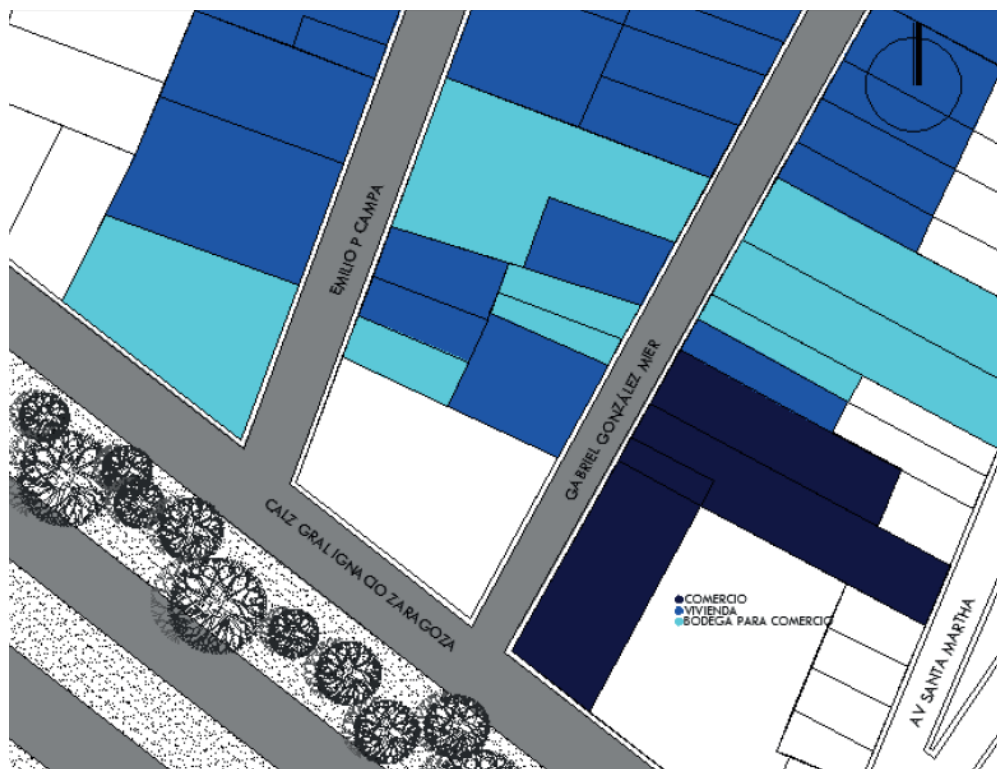 EMILIO P CAMPA
GABRIEL GONZÁLEZ MIER
CALZ GRAL IGNACIO ZARAGOZA
COMERCIO
VIVIENDA
BODEGA PARA COMERCIO
AV SANTA MARTHA